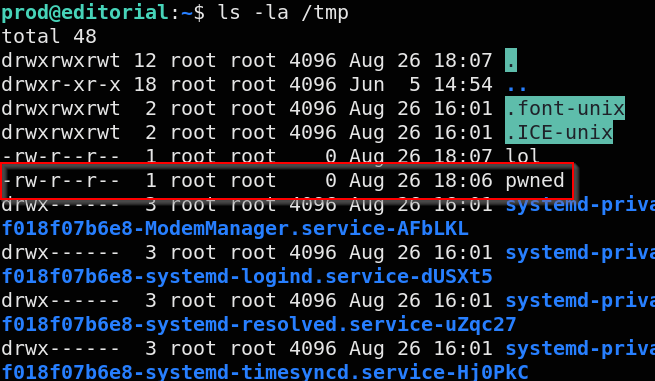 prod@editorial:~$ ls -la /tmp
total 48
drwxrwxrwt 12 root root 4096 Aug 26 18:07 .
drwxr-xr-x 18 root root 4096 Jun  5 14:54 ..
drwxrwxrwt  2 root root 4096 Aug 26 16:01 .font-unix
drwxrwxrwt  2 root root 4096 Aug 26 16:01 .ICE-unix
-rw-r--r--  1 root root    0 Aug 26 18:07 lol
-rw-r--r--  1 root root    0 Aug 26 18:06 pwned
drwx------  3 root root 4096 Aug 26 16:01 systemd-priva
f018f07b6e8-ModemManager.service-AFbLKL
drwx------  3 root root 4096 Aug 26 16:01 systemd-priva
f018f07b6e8-systemd-logind.service-dUSXt5
drwx------  3 root root 4096 Aug 26 16:01 systemd-priva
f018f07b6e8-systemd-resolved.service-uZqc27
drwx------  3 root root 4096 Aug 26 16:01 systemd-priva
f018f07b6e8-systemd-timesyncd.service-Hj0PkC